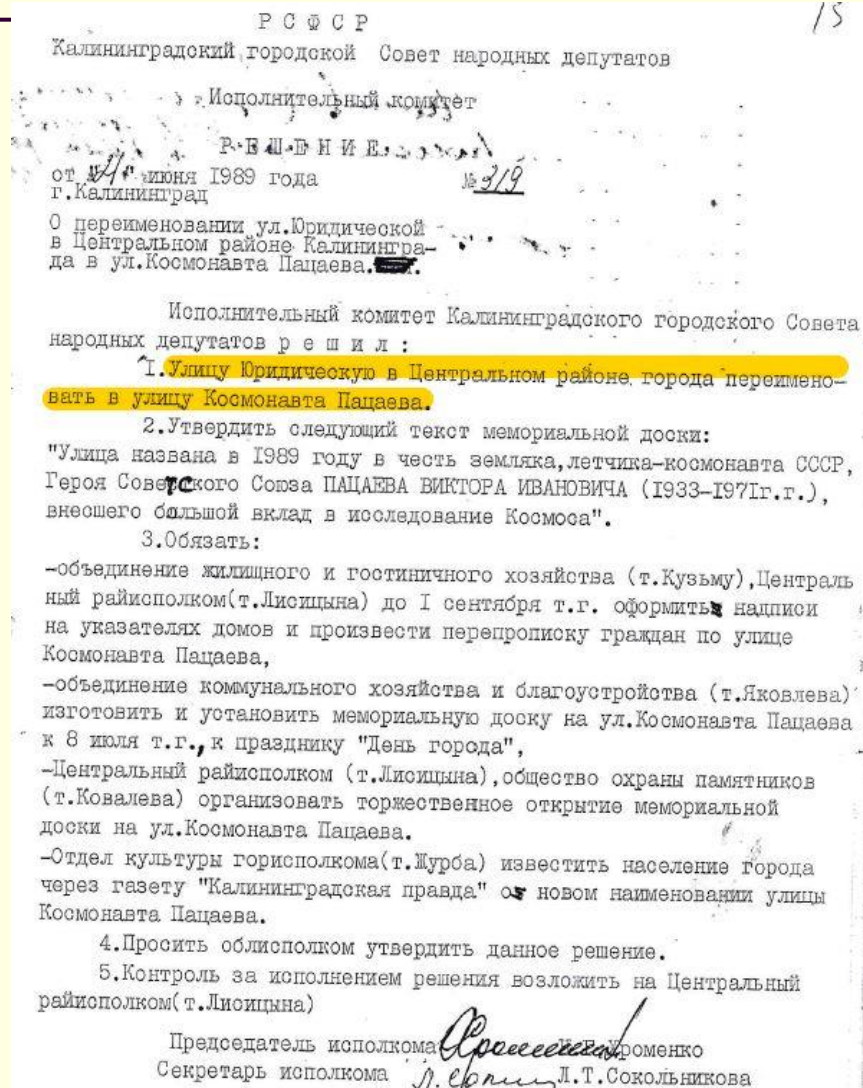 15
Р С Ф С Р
Калининградский городской Совет народных депутатов
Исполнительный комитет
Р Е Ш Е Н И Е
от 21 июня 1989 года №319
г.Калининград
О переименовании ул.Юридической
в Центральном районе Калинингра-
да в ул.Космонавта Пацаева.
Исполнительный комитет Калининградского городского Совета
народных депутатов р е ш и л :
1.Улицу Юридическую в Центральном районе города переимено-
вать в улицу Космонавта Пацаева.
2.Утвердить следующий текст мемориальной доски:
"Улица названа в 1989 году в честь земляка,летчика-космонавта СССР,
Героя Советского Союза ПАЦАЕВА ВИКТОРА ИВАНОВИЧА (1933-1971г.г.),
внесшего большой вклад в исследование Космоса".
3.Обязать:
-объединение жилищного и гостиничного хозяйства (т.Кузьму),Централь
ный райисполком(т.Лисицына) до I сентября т.г. оформить надписи
на указателях домов и произвести перепрописку граждан по улице
Космонавта Пацаева,
-объединение коммунального хозяйства и благоустройства (т.Яковлева)
изготовить и установить мемориальную доску на ул.Космонавта Пацаева
к 8 июля т.г., к празднику "День города",
-Центральный райисполком (т.Лисицына),общество охраны памятников
(т.Ковалева) организовать торжественное открытие мемориальной
доски на ул.Космонавта Пацаева.
-Отдел культуры горисполкома(т.Журба) известить население города
через газету "Калининградская правда" о новом наименовании улицы
Космонавта Пацаева.
4.Просить облисполком утвердить данное решение.
5.Контроль за исполнением решения возложить на Центральный
райисполком(т.Лисицына)
Председатель исполкома Хроменко
Секретарь исполкома Л.Т.Сокольникова